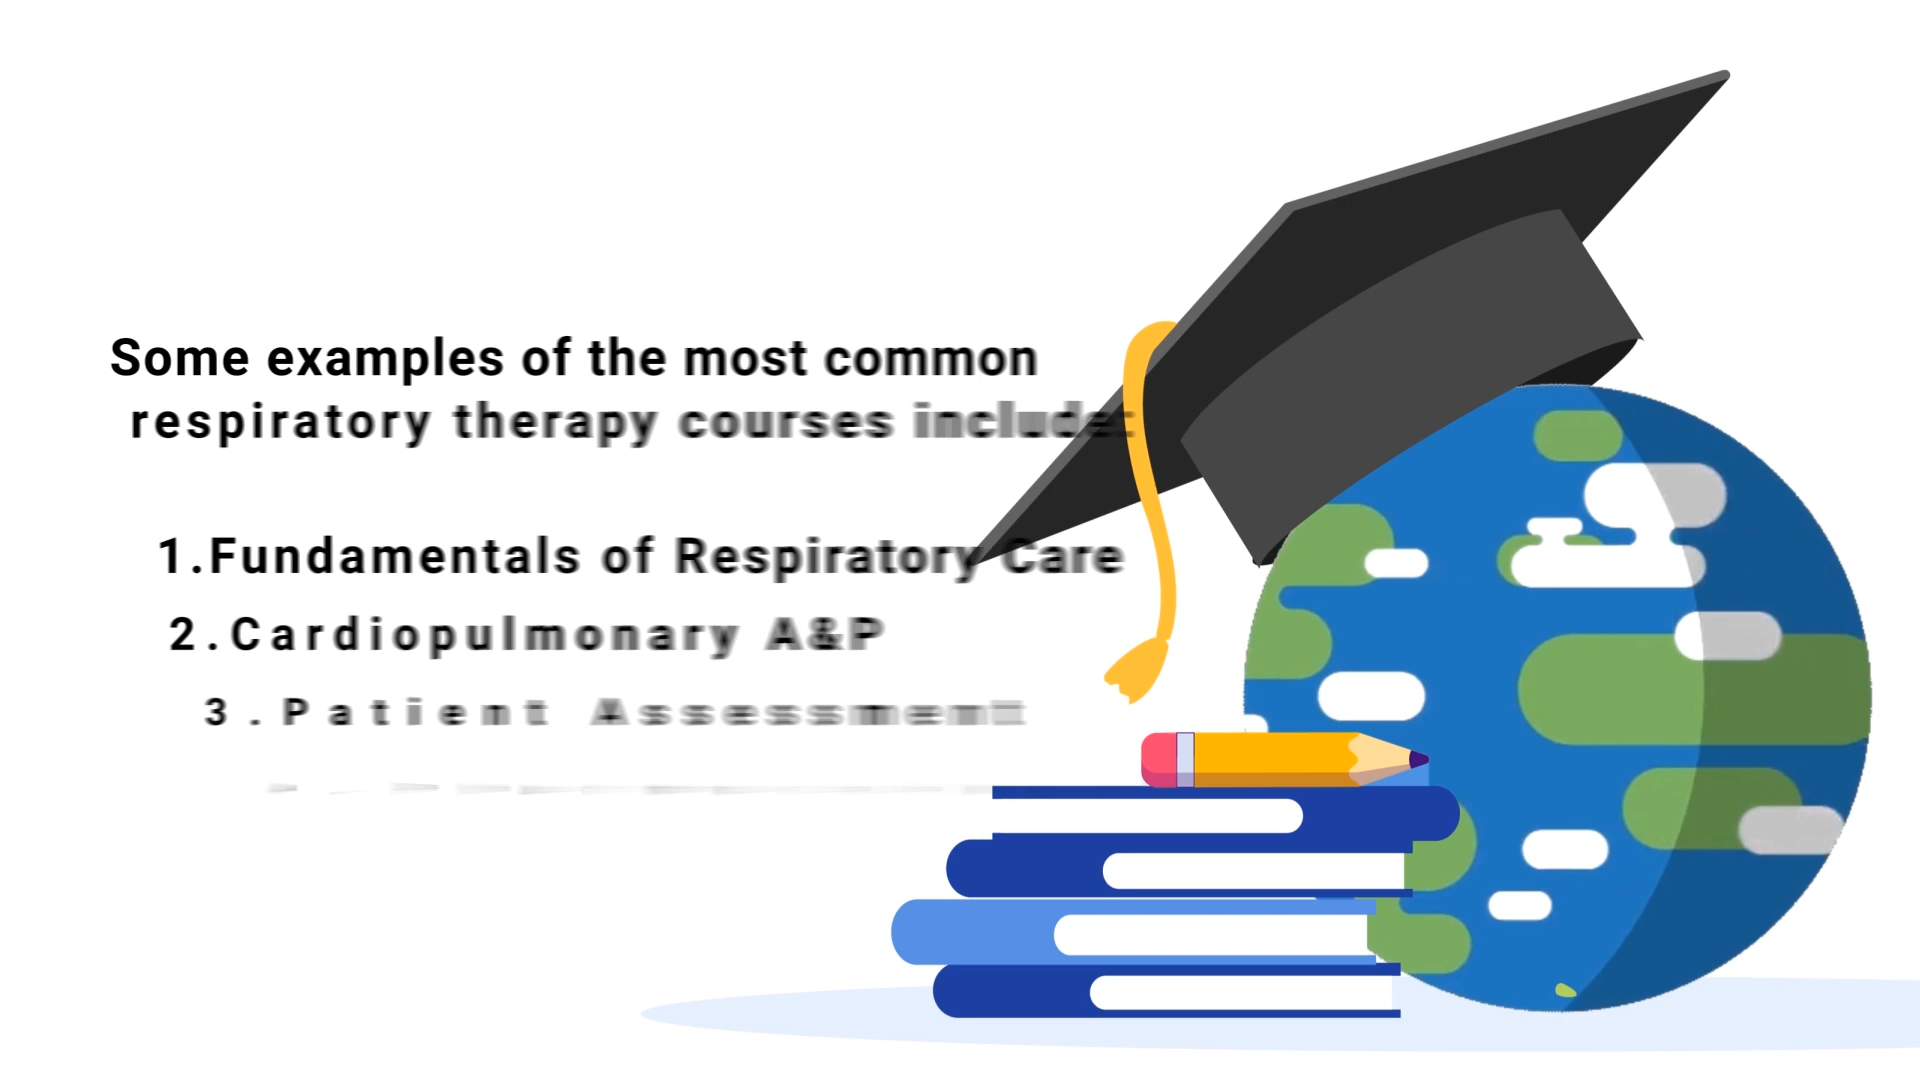 Some examples of the most common
respiratory therapy courses include:
1.Fundamentals of Respiratory Care
2.Cardiopulmonary A&P
3.Patient Assessment